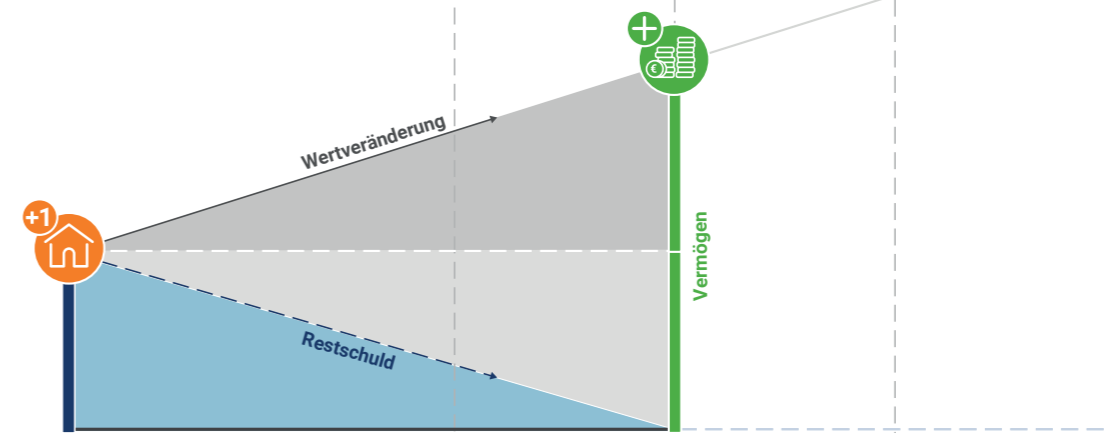 +
€
Wertveränderung
+1
Vermögen
Restschuld